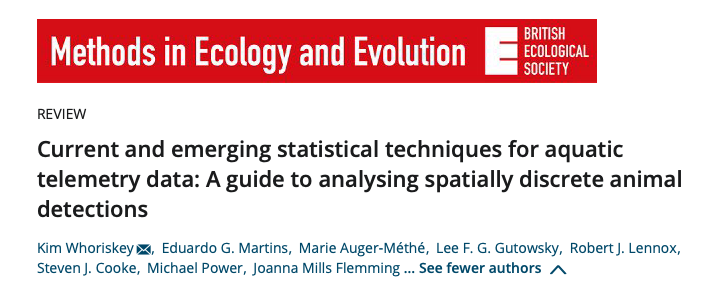 Methods in Ecology and Evolution
BRITISH
ECOLOGICAL
SOCIETY
REVIEW
Current and emerging statistical techniques for aquatic
telemetry data: A guide to analysing spatially discrete animal
detections
Kim Whoriskey, Eduardo G. Martins, Marie Auger-Méthé, Lee F. G. Gutowsky, Robert J. Lennox,
Steven J. Cooke, Michael Power, Joanna Mills Flemming ... See fewer authors